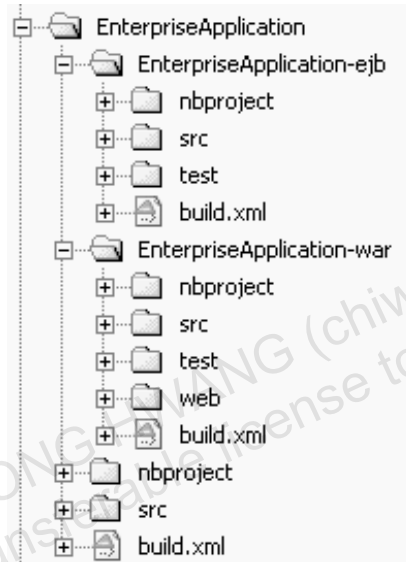 EnterpriseApplication
EnterpriseApplication-ejb
nbproject
src
test
build.xml
EnterpriseApplication-war
nbproject
src
test
web
build.xml
nbproject
src
build.xml